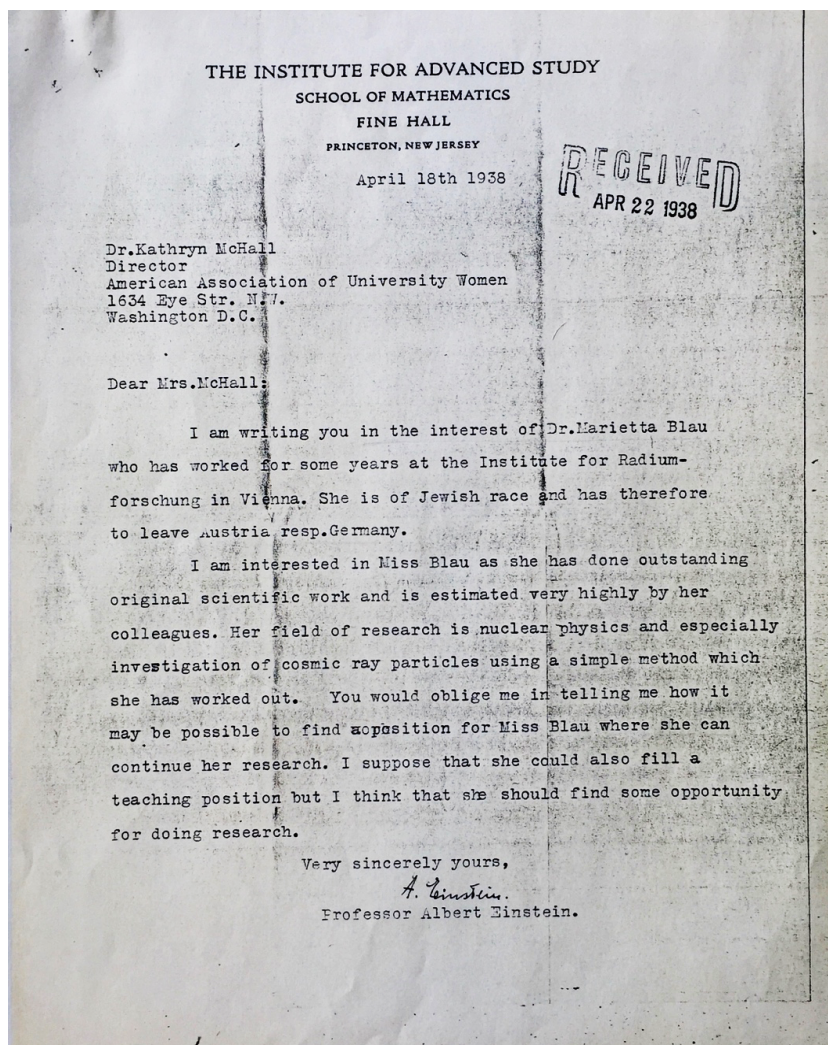 THE INSTITUTE FOR ADVANCED STUDY
SCHOOL OF MATHEMATICS
FINE HALL
PRINCETON, NEW JERSEY
April 18th 1938
RECEIVED
APR 22 1938
Dr.Kathryn McHall
Director
American Association of University Women
1634 Eye Str. N.W.
Washington D.C.
Dear Mrs.McHall:
I am writing you in the interest of Dr.Marietta Blau
who has worked for some years at the Institute for Radium-
forschung in Vienna. She is of Jewish race and has therefore
to leave Austria resp.Germany.
I am interested in Miss Blau as she has done outstanding
original scientific work and is estimated very highly by her
colleagues. Her field of research is nuclear physics and especially
investigation of cosmic ray particles using a simple method which
she has worked out. You would oblige me in telling me how it
may be possible to find position for Miss Blau where she can
continue her research. I suppose that she could also fill a
teaching position but I think that she should find some opportunity
for doing research.
Very sincerely yours,
A. Einstein.
Professor Albert Einstein.